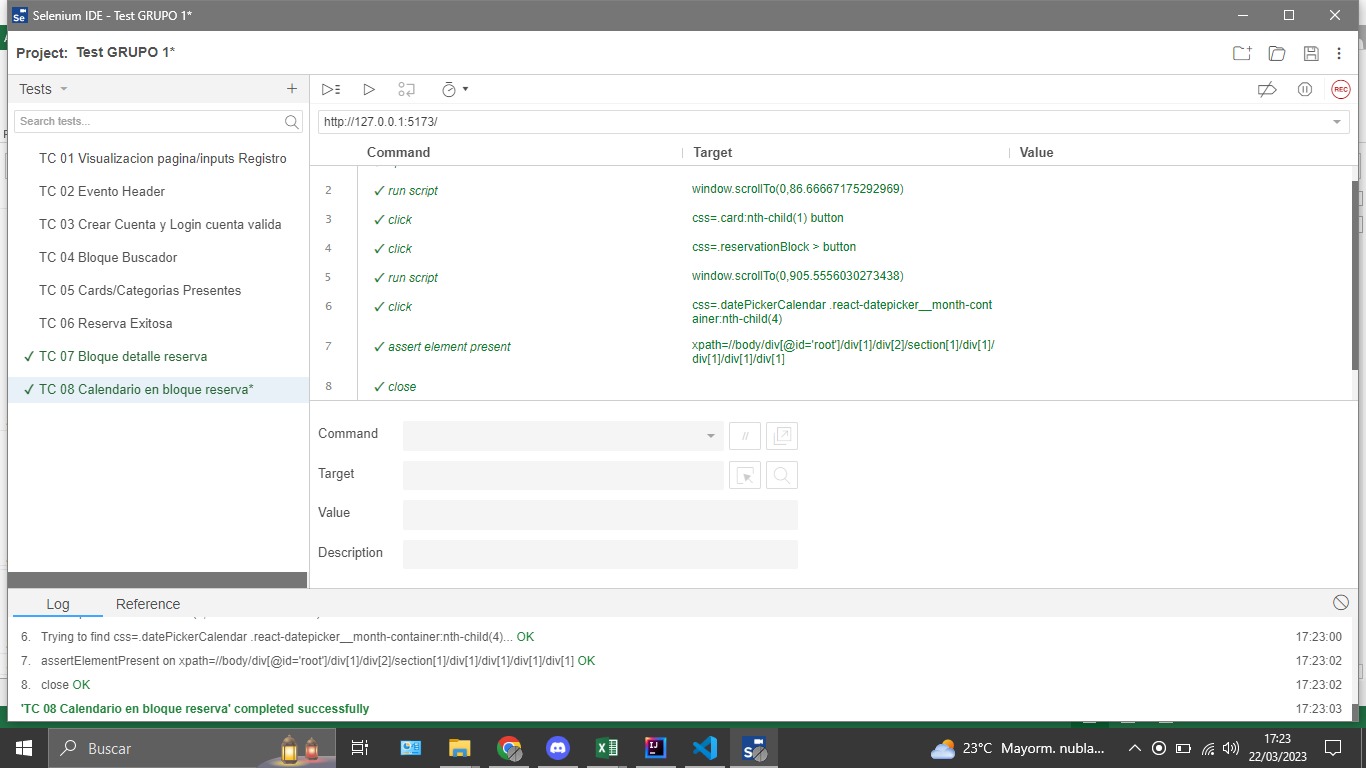 Selenium IDE - Test GRUPO 1*
Project: Test GRUPO 1*
Tests
Search tests...
TC 01 Visualizacion pagina/inputs Registro
TC 02 Evento Header
TC 03 Crear Cuenta y Login cuenta valida
TC 04 Bloque Buscador
TC 05 Cards/Categorias Presentes
TC 06 Reserva Exitosa
✓ TC 07 Bloque detalle reserva
✓ TC 08 Calendario en bloque reserva*
REC
http://127.0.0.1:5173/
Command Target Value
2 ✓ run script window.scrollTo(0,86.66667175292969)
3 ✓ click css=.card:nth-child(1) button
4 ✓ click css=.reservationBlock > button
5 ✓ run script window.scrollTo(0,905.5556030273438)
6 ✓ click css=.datePickerCalendar .react-datepicker__month-cont
ainer:nth-child(4)
7 ✓ assert element present xpath=//body/div[@id='root']/div[1]/div[2]/section[1]/div[1]/
div[1]/div[1]/div[1]
8 ✓ close
Command
//
Target
Value
Description
Log Reference
6. Trying to find css=.datePickerCalendar .react-datepicker__month-container:nth-child(4)... OK 17:23:00
7. assertElementPresent on xpath=//body/div[@id='root']/div[1]/div[2]/section[1]/div[1]/div[1]/div[1]/div[1] OK 17:23:02
8. close OK 17:23:02
'TC 08 Calendario en bloque reserva' completed successfully 17:23:03
Buscar
23°C Mayorm. nubla...
17:23
22/03/2023